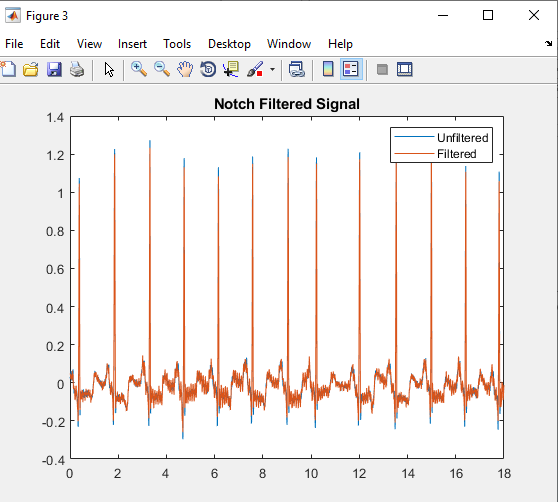 Figure 3
File Edit View Insert Tools Desktop Window Help
Notch Filtered Signal
1.4
1.2
1
0.8
0.6
0.4
0.2
0
-0.2
-0.4
Unfiltered
Filtered
0 2 4 6 8 10 12 14 16 18